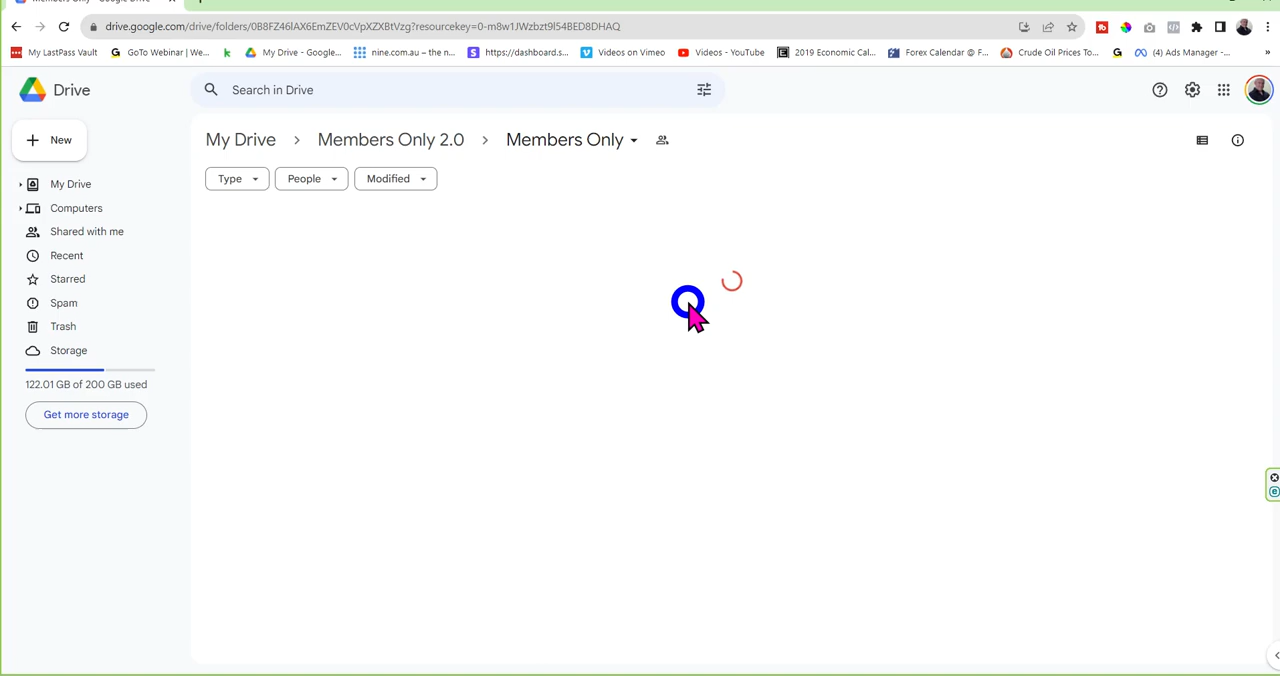 drive.google.com/drive/folders/0B8FZ46IAX6EmZEV0cVpXZXBtVzg?resourcekey=0-m8w1JWzbzt9l54BED8DHAQ
My LastPass Vault
GoTo Webinar | We...
My Drive - Google...
nine.com.au – the n...
https://dashboard.s...
Videos on Vimeo
Videos - YouTube
2019 Economic Cal...
Forex Calendar @ F...
Crude Oil Prices To...
(4) Ads Manager -...
»
Drive
Search in Drive
New
My Drive
Members Only 2.0
Members Only
Type
People
Modified
My Drive
Computers
Shared with me
Recent
Starred
Spam
Trash
Storage
122.01 GB of 200 GB used
Get more storage